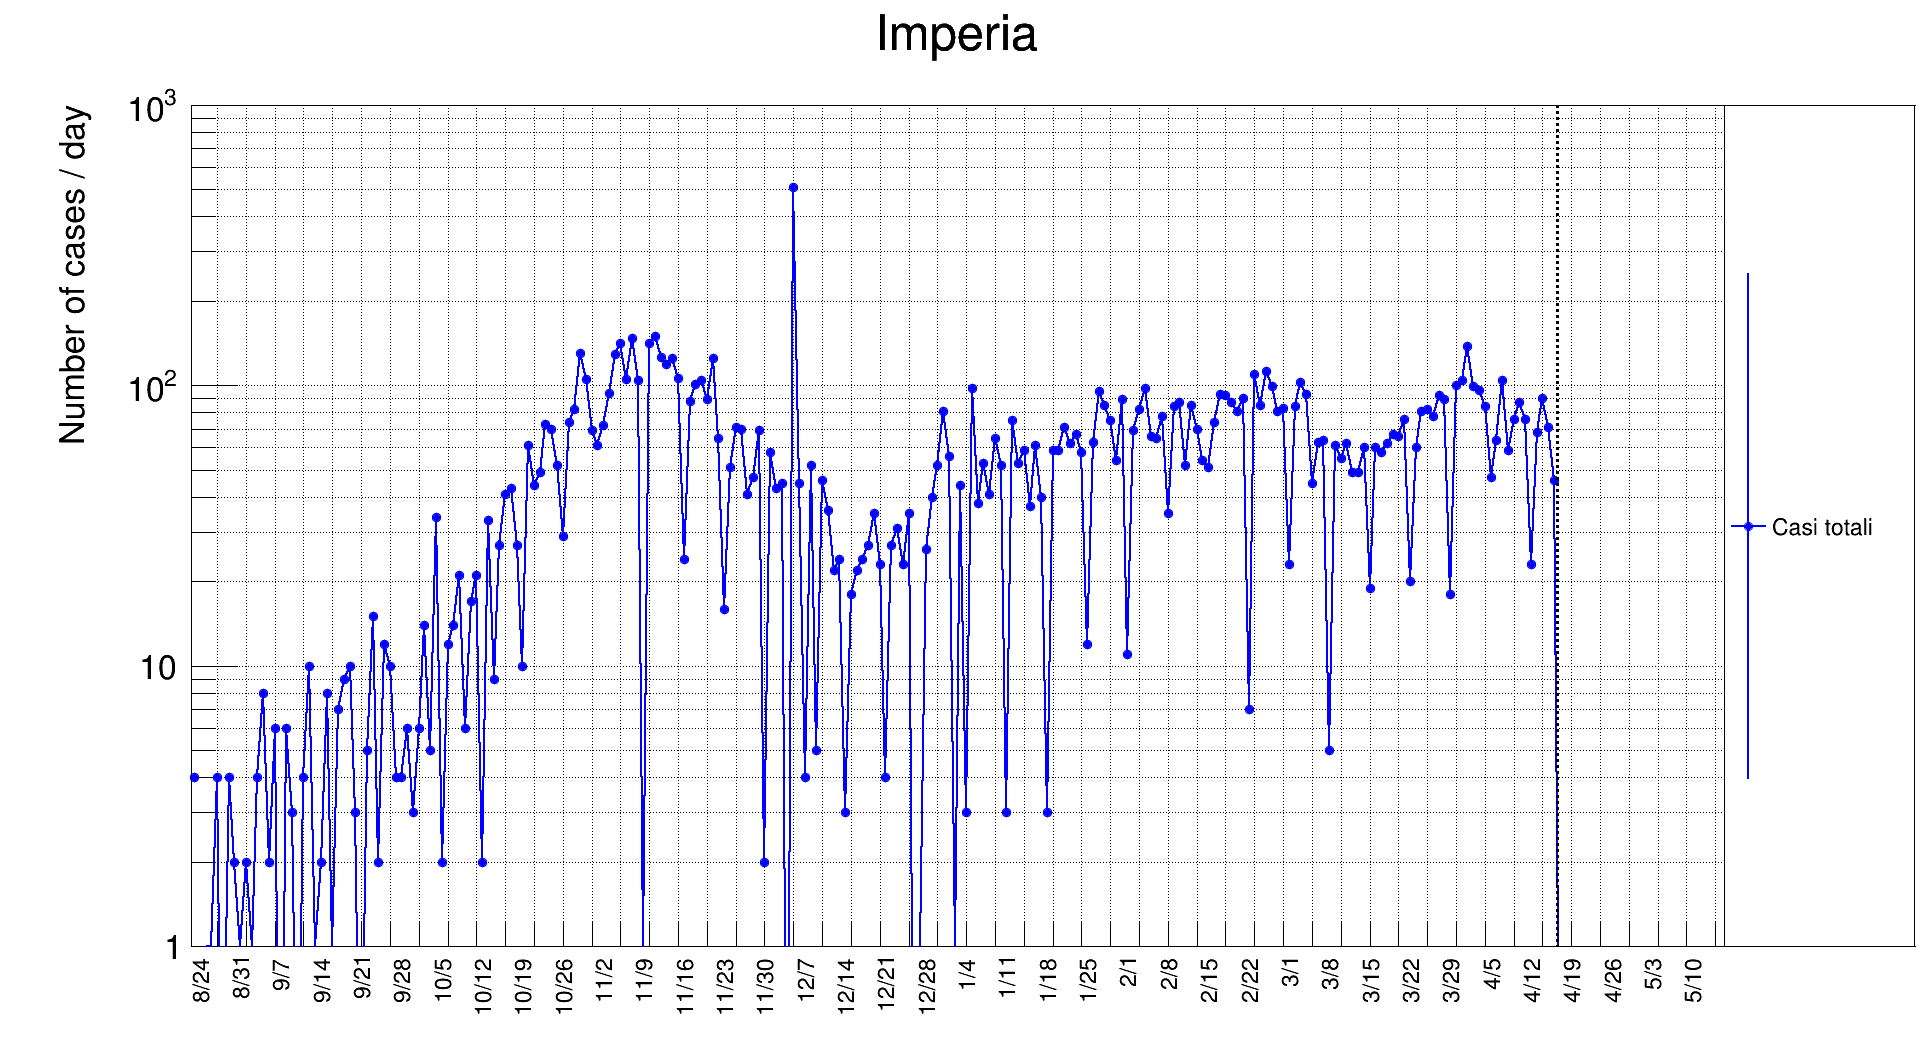 Imperia
Number of cases / day
10³
10²
10
1
8/24 8/31 9/7 9/14 9/21 9/28 10/5 10/12 10/19 10/26 11/2 11/9 11/16 11/23 11/30 12/7 12/14 12/21 12/28 1/4 1/11 1/18 1/25 2/1 2/8 2/15 2/22 3/1 3/8 3/15 3/22 3/29 4/5 4/12 4/19 4/26 5/3 5/10
Casi totali